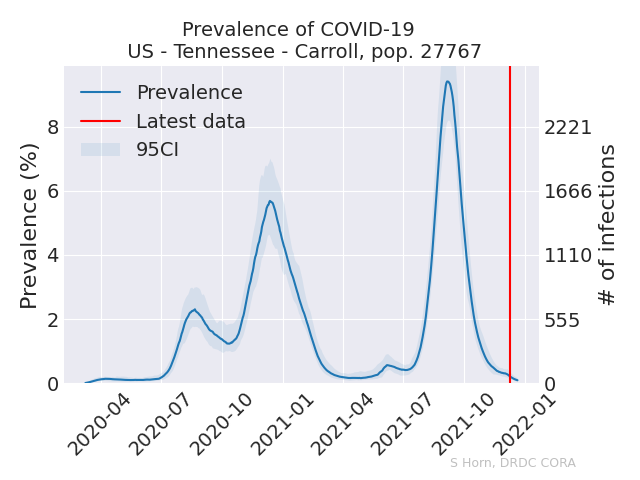 Prevalence of COVID-19
US - Tennessee - Carroll, pop. 27767
Prevalence
Latest data
95CI
Prevalence (%)
8
6
4
2
0
2221
1666
1110
555
0
# of infections
2020-04
2020-07
2020-10
2021-01
2021-04
2021-07
2021-10
2022-01
S Horn, DRDC CORA